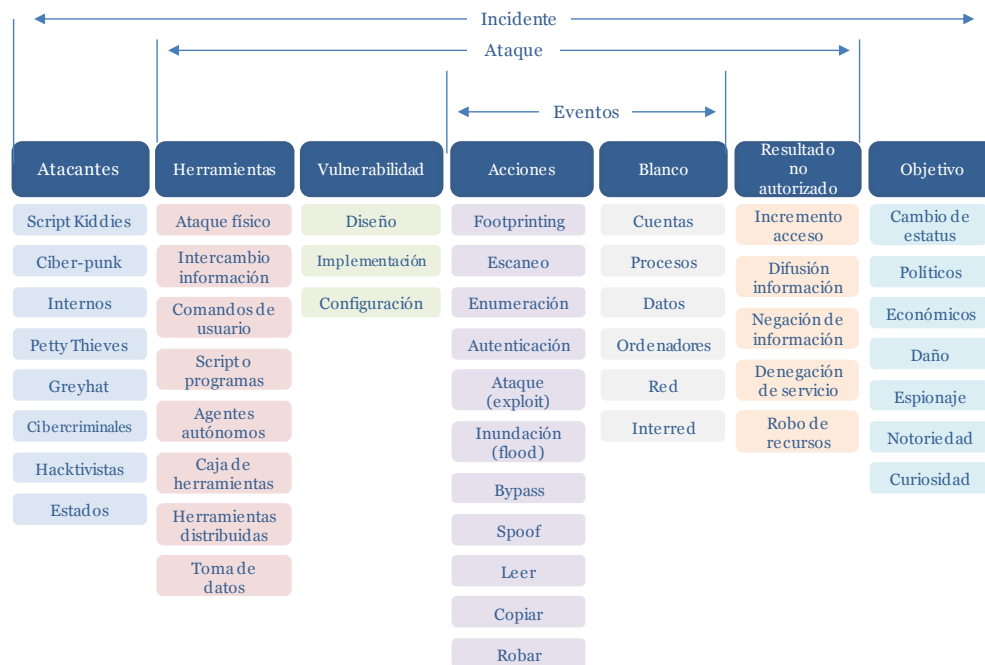 Incidente
Ataque
Eventos
Atacantes
Herramientas
Vulnerabilidad
Acciones
Blanco
Resultado
no
autorizado
Objetivo
Script Kiddies
Ciber-punk
Internos
Petty Thieves
Greyhat
Cibercriminales
Hacktivistas
Estados
Ataque físico
Intercambio
información
Comandos de
usuario
Script o
programas
Agentes
autónomos
Caja de
herramientas
Herramientas
distribuidas
Toma de
datos
Diseño
Implementación
Configuración
Footprinting
Escaneo
Enumeración
Autenticación
Ataque
(exploit)
Inundación
(flood)
Bypass
Spoof
Leer
Copiar
Robar
Cuentas
Procesos
Datos
Ordenadores
Red
Interred
Incremento
acceso
Difusión
información
Negación de
información
Denegación
de servicio
Robo de
recursos
Cambio de
estatus
Políticos
Económicos
Daño
Espionaje
Notoriedad
Curiosidad